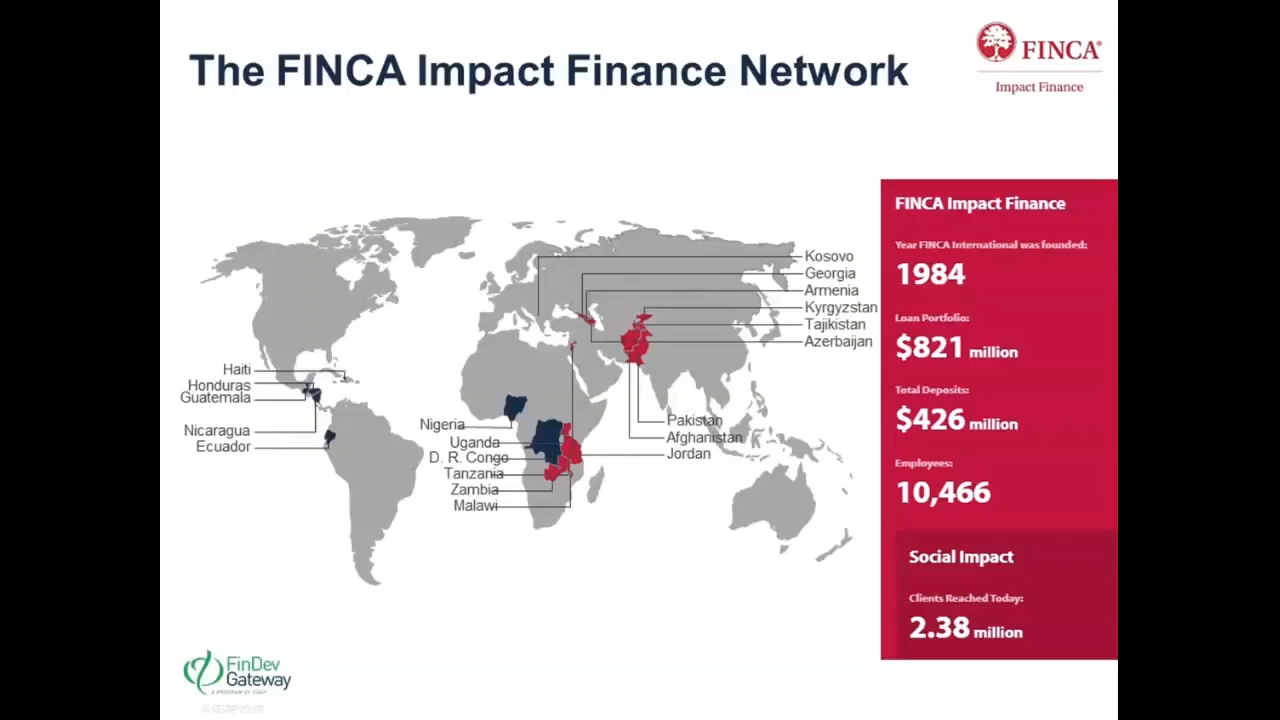 The FINCA Impact Finance Network
FINCA®
Impact Finance
Kosovo
Georgia
Armenia
Kyrgyzstan
Tajikistan
Azerbaijan
Haiti
Honduras
Guatemala
Nicaragua
Ecuador
Nigeria
Uganda
D. R. Congo
Tanzania
Zambia
Malawi
Pakistan
Afghanistan
Jordan
FINCA Impact Finance
Year FINCA International was founded:
1984
Loan Portfolio:
$821 million
Total Deposits:
$426 million
Employees:
10,466
Social Impact
Clients Reached Today:
2.38 million
FinDev
Gateway
A PROGRAM OF CGAP